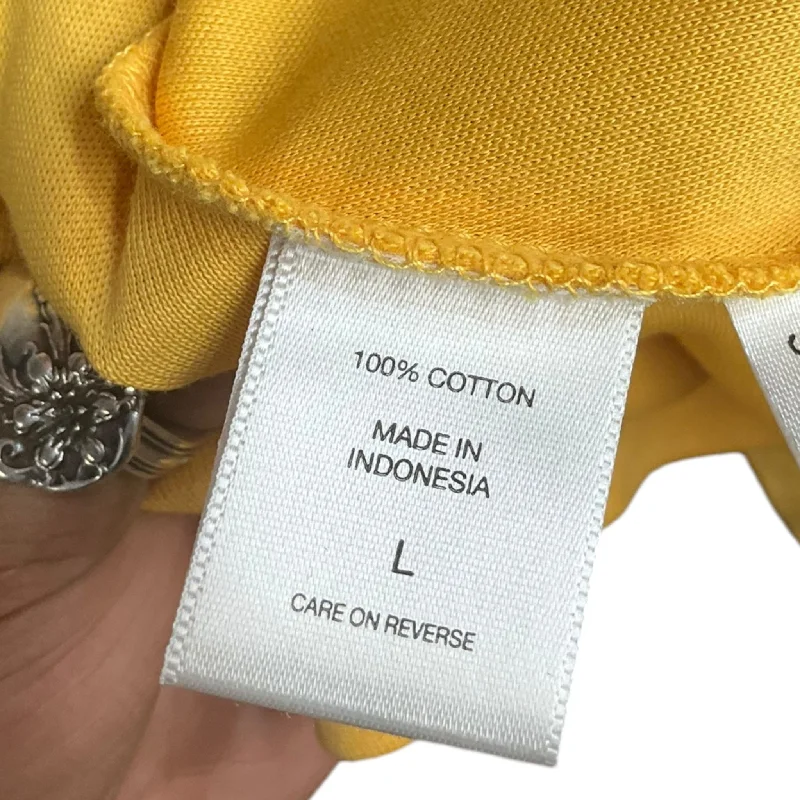 100% COTTON
MADE IN
INDONESIA
L
CARE ON REVERSE